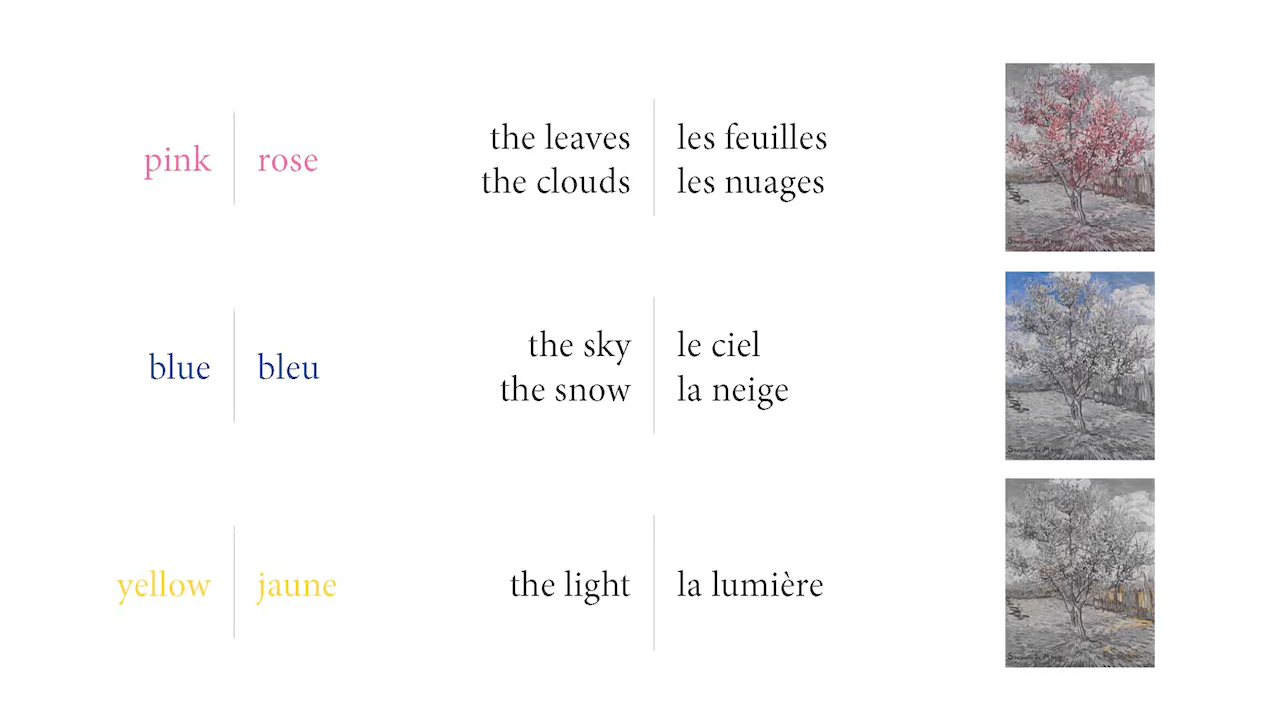 pink rose
the leaves les feuilles
the clouds les nuages
blue bleu
the sky le ciel
the snow la neige
yellow jaune
the light la lumière